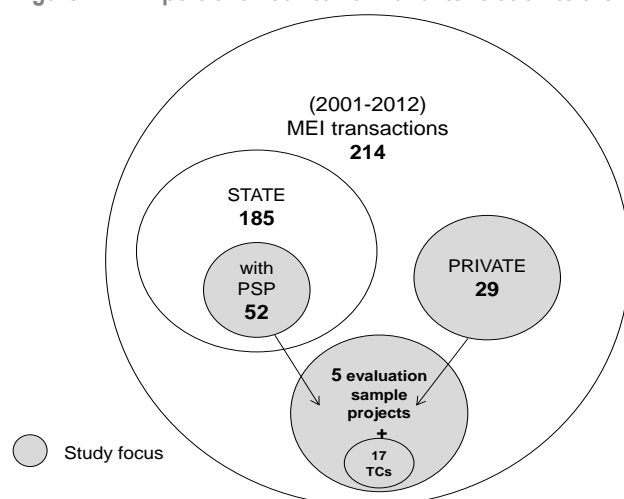 (2001-2012)
MEI transactions
214
STATE
185
with
PSP
52
PRIVATE
29
5 evaluation
sample
projects
+
17
TCs
Study focus